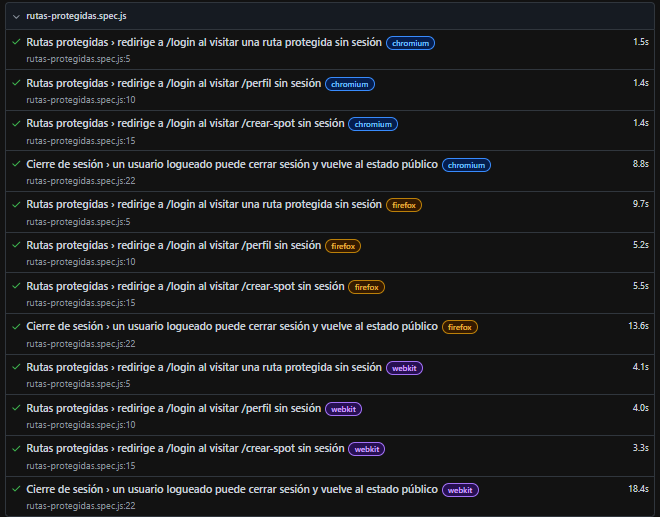 rutas-protegidas.spec.js
Rutas protegidas › redirige a /login al visitar una ruta protegida sin sesión chromium 1.5s
rutas-protegidas.spec.js:5
Rutas protegidas › redirige a /login al visitar /perfil sin sesión chromium 1.4s
rutas-protegidas.spec.js:10
Rutas protegidas › redirige a /login al visitar /crear-spot sin sesión chromium 1.4s
rutas-protegidas.spec.js:15
Cierre de sesión › un usuario logueado puede cerrar sesión y vuelve al estado público chromium 8.8s
rutas-protegidas.spec.js:22
Rutas protegidas › redirige a /login al visitar una ruta protegida sin sesión firefox 9.7s
rutas-protegidas.spec.js:5
Rutas protegidas › redirige a /login al visitar /perfil sin sesión firefox 5.2s
rutas-protegidas.spec.js:10
Rutas protegidas › redirige a /login al visitar /crear-spot sin sesión firefox 5.5s
rutas-protegidas.spec.js:15
Cierre de sesión › un usuario logueado puede cerrar sesión y vuelve al estado público firefox 13.6s
rutas-protegidas.spec.js:22
Rutas protegidas › redirige a /login al visitar una ruta protegida sin sesión webkit 4.1s
rutas-protegidas.spec.js:5
Rutas protegidas › redirige a /login al visitar /perfil sin sesión webkit 4.0s
rutas-protegidas.spec.js:10
Rutas protegidas › redirige a /login al visitar /crear-spot sin sesión webkit 3.3s
rutas-protegidas.spec.js:15
Cierre de sesión › un usuario logueado puede cerrar sesión y vuelve al estado público webkit 18.4s
rutas-protegidas.spec.js:22